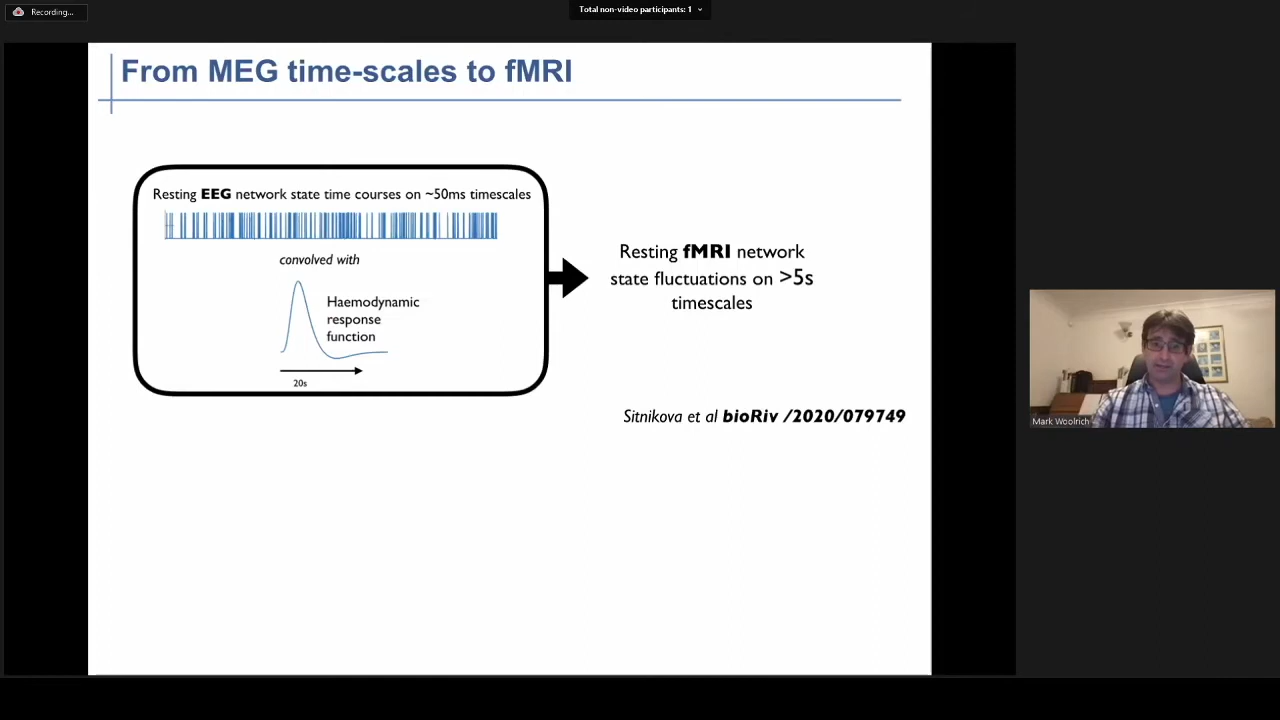 Recording...
Total non-video participants: 1
From MEG time-scales to fMRI
Resting EEG network state time courses on ~50ms timescales
convolved with
Haemodynamic
response
function
20s
Resting fMRI network
state fluctuations on >5s
timescales
Sitnikova et al bioRiv /2020/079749
Mark Woolrich